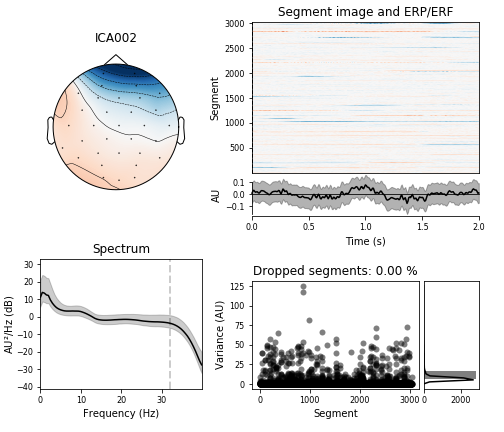 ICA002
Segment image and ERP/ERF
3000
2500
2000
1500
1000
500
Segment
0.1
0.0
−0.1
AU
0.0 0.5 1.0 1.5 2.0
Time (s)
Spectrum
30
20
10
0
−10
−20
−30
−40
AU²/Hz (dB)
0 10 20 30
Frequency (Hz)
Dropped segments: 0.00 %
125
100
75
50
25
0
Variance (AU)
0 1000 2000 3000
Segment
0 2000